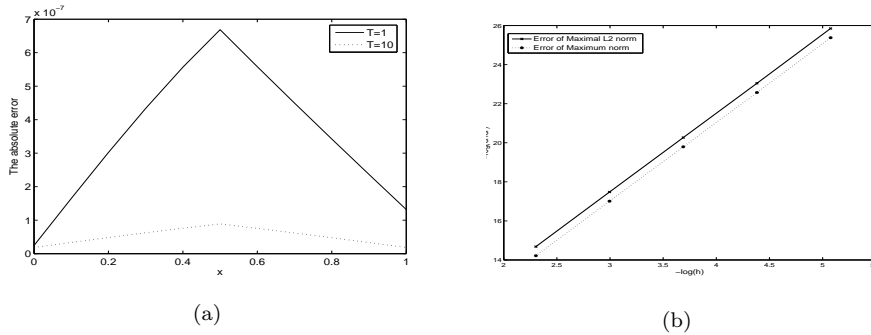 x 10
-7
7
6
5
4
3
2
1
0
0
0.2
0.4
0.6
0.8
1
The absolute error
x
T=1
T=10
(a)
26
24
22
20
18
16
14
2
2.5
3
3.5
4
4.5
5
−log(h)
Error of Maximal L2 norm
Error of Maximum norm
(b)